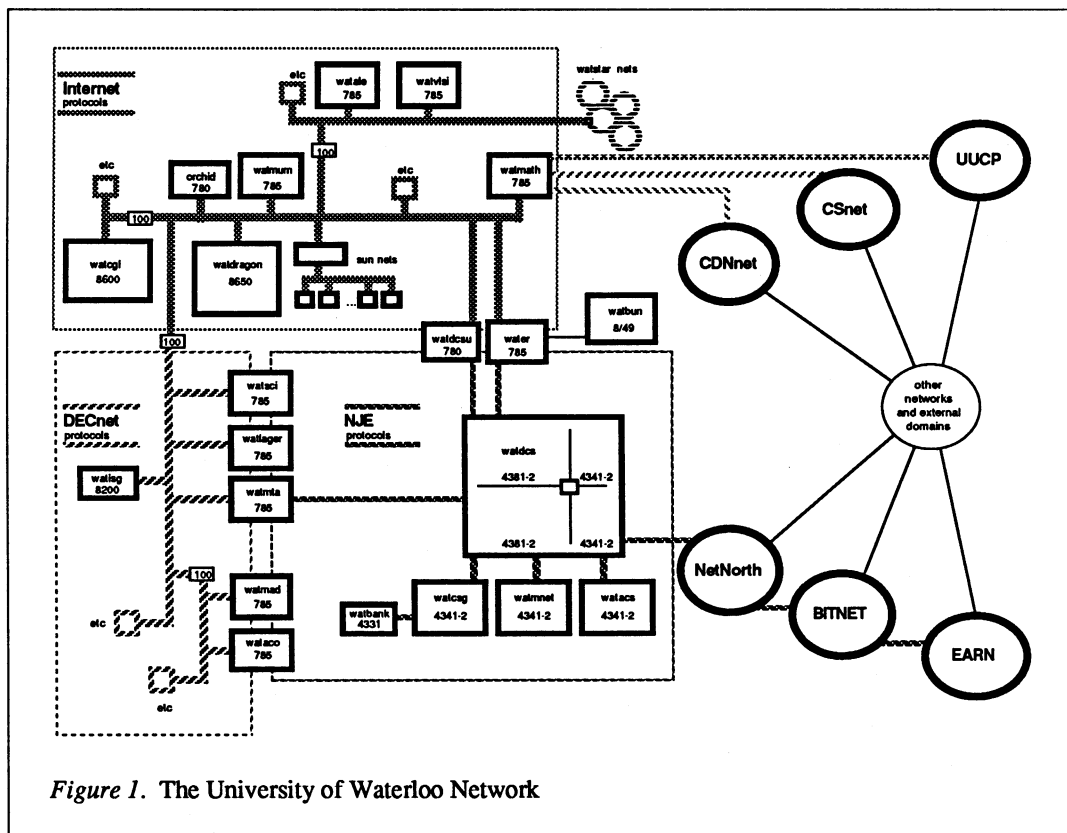 Internet
protocols
etc
watale
785
watvlsi
785
watstar nets
100
etc
orchid
780
watmum
785
etc
watmath
785
100
watcgl
8600
watdragon
8650
sun nets
....
100
watdcsu
780
water
785
watbun
8/49
UUCP
CSnet
CDNnet
other
networks
and external
domains
NetNorth
BITNET
EARN
DECnet
protocols
watsci
785
watlager
785
watisg
8200
watmta
785
100
watmad
785
wataco
785
etc
etc
NJE
protocols
watdcs
4381-2
4341-2
4381-2
4341-2
watbank
4331
watcsg
4341-2
watmnet
4341-2
watacs
4341-2
Figure 1. The University of Waterloo Network